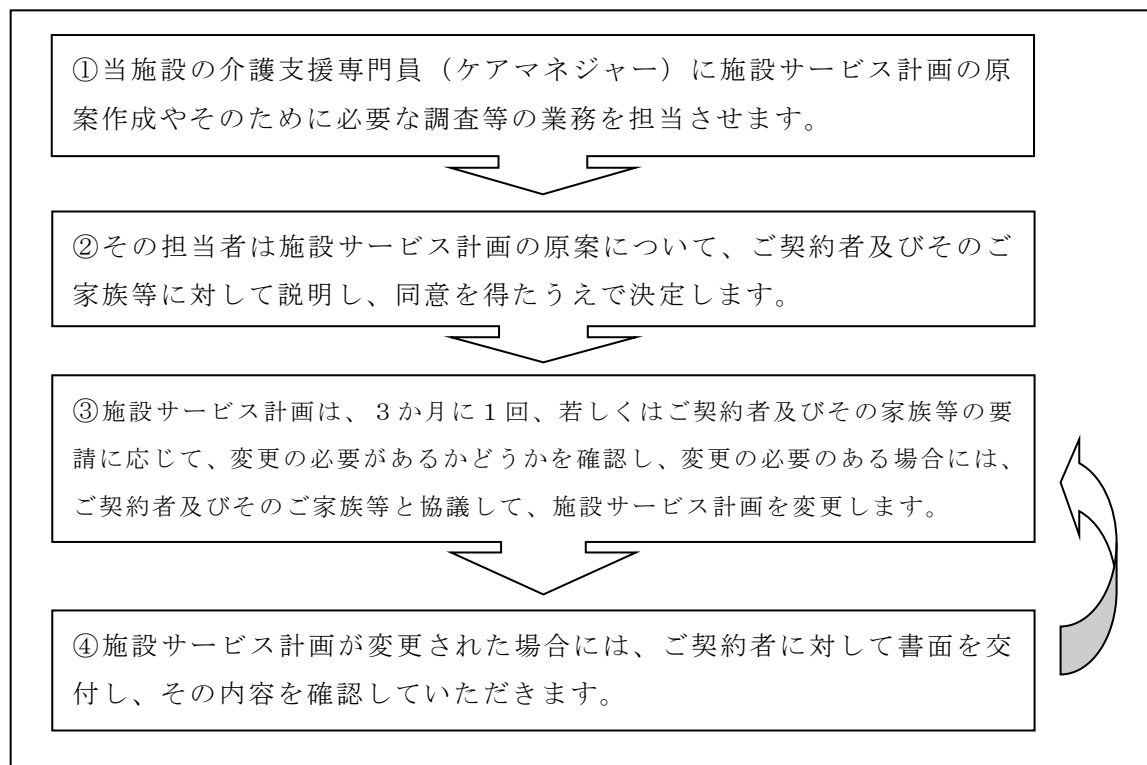 ①当施設の介護支援専門員（ケアマネジャー）に施設サービス計画の原
案作成やそのために必要な調査等の業務を担当させます。
②その担当者は施設サービス計画の原案について、ご契約者及びそのご
家族等に対して説明し、同意を得たうえで決定します。
③施設サービス計画は、３か月に１回、若しくはご契約者及びその家族等の要
請に応じて、変更の必要があるかどうかを確認し、変更の必要のある場合には、
ご契約者及びそのご家族等と協議して、施設サービス計画を変更します。
④施設サービス計画が変更された場合には、ご契約者に対して書面を交
付し、その内容を確認していただきます。